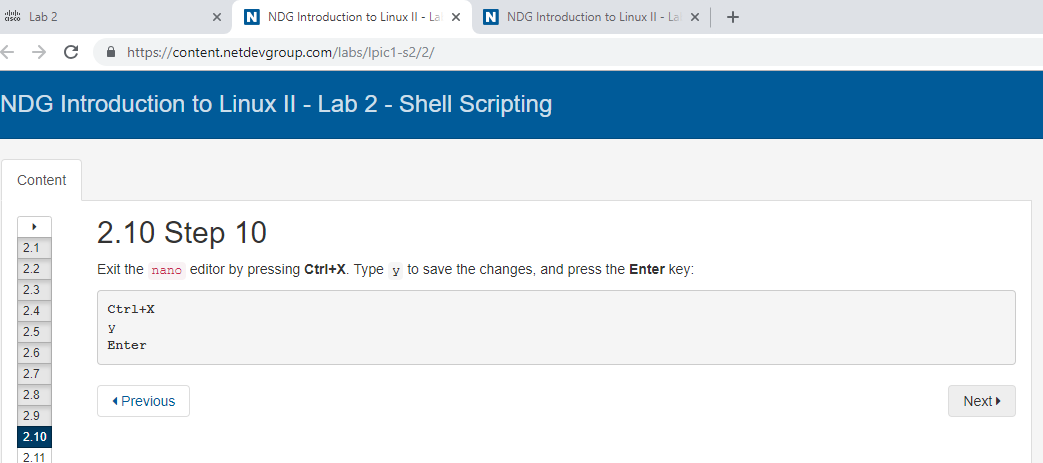 cisco Lab 2
NDG Introduction to Linux II - La
NDG Introduction to Linux II - La
https://content.netdevgroup.com/labs/lpic1-s2/2/
NDG Introduction to Linux II - Lab 2 - Shell Scripting
Content
2.1
2.2
2.3
2.4
2.5
2.6
2.7
2.8
2.9
2.10
2.11
2.10 Step 10
Exit the nano editor by pressing Ctrl+X. Type y to save the changes, and press the Enter key:
Ctrl+X
y
Enter
Previous
Next